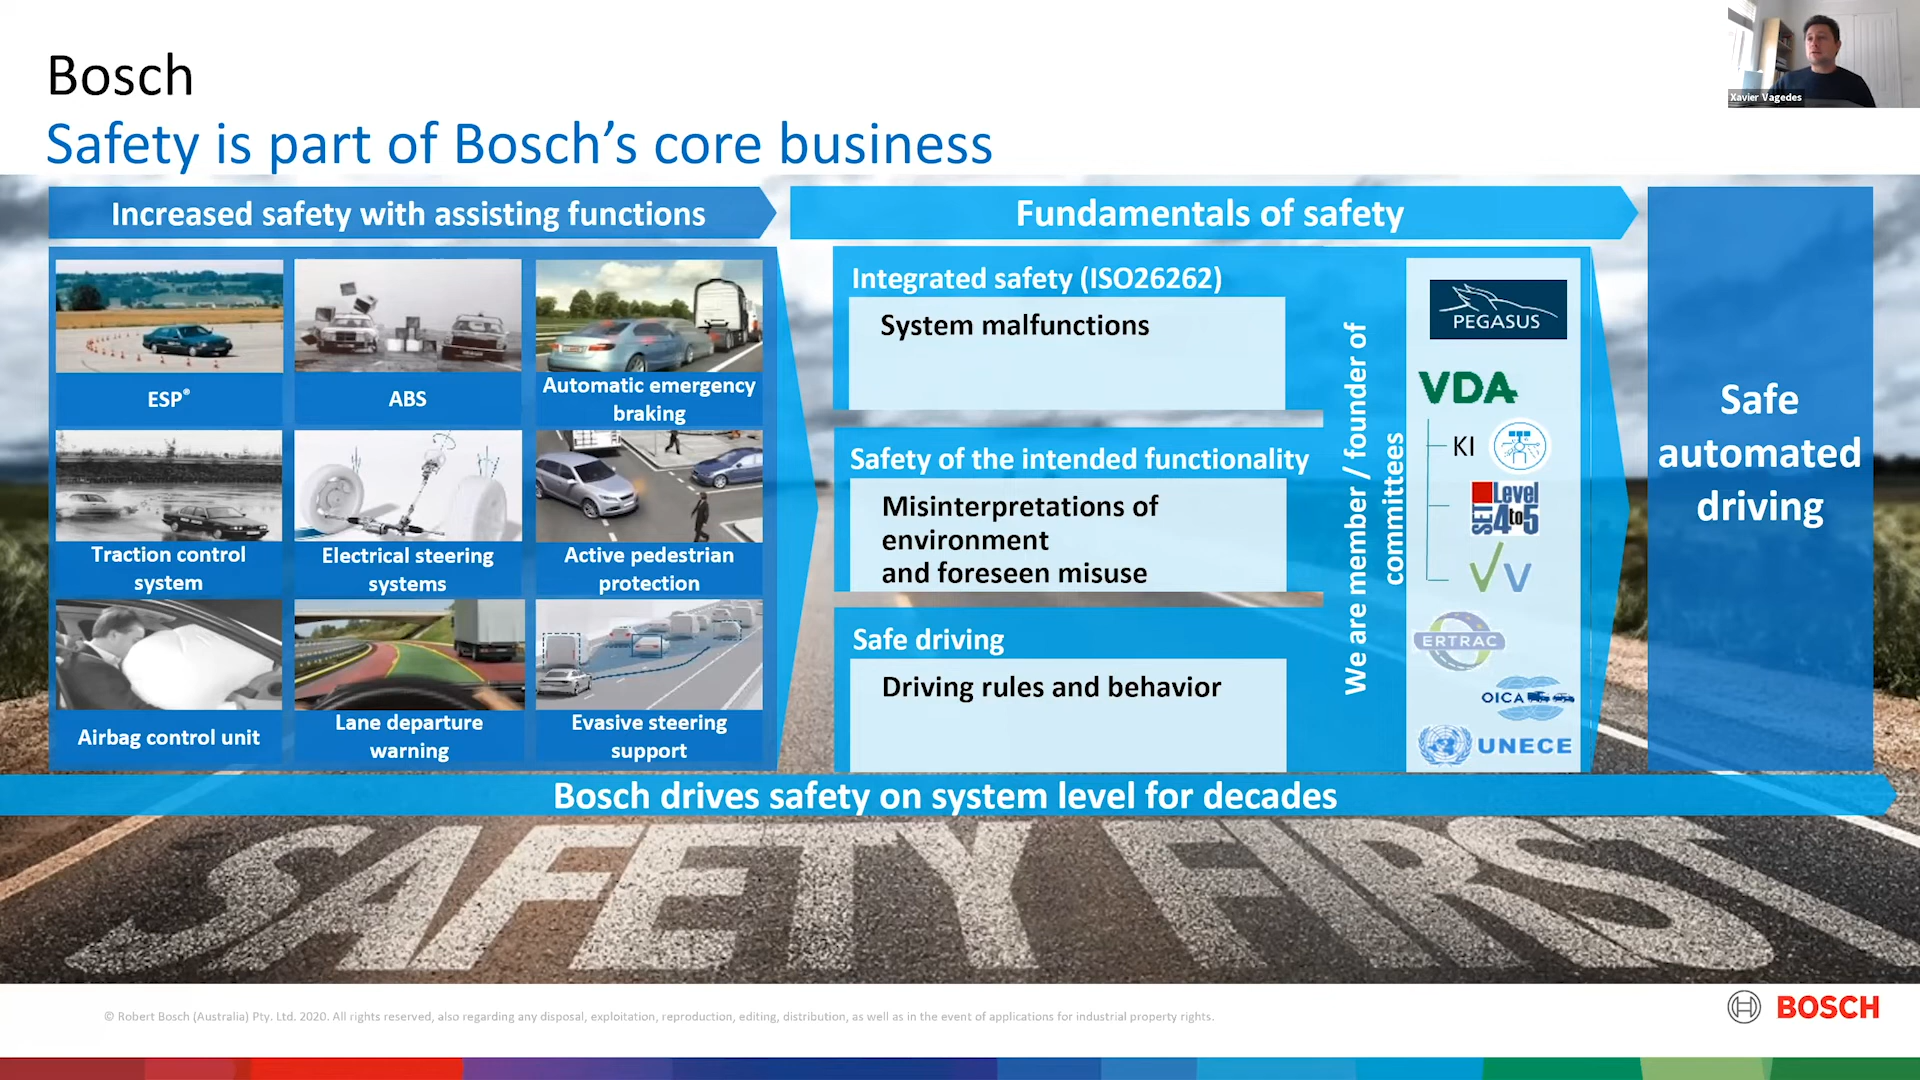 Bosch
Safety is part of Bosch's core business
Xavier Vagedes
Increased safety with assisting functions
ESP®
ABS
Automatic emergency
braking
Traction control
system
Electrical steering
systems
Active pedestrian
protection
Airbag control unit
Lane departure
warning
Evasive steering
support
Fundamentals of safety
Integrated safety (ISO26262)
System malfunctions
Safety of the intended functionality
Misinterpretations of
environment
and foreseen misuse
Safe driving
Driving rules and behavior
We are member / founder of
committees
PEGASUS
VDA
KI
SET Level
4to5
VV
ERTRAC
OICA
UNECE
Safe
automated
driving
Bosch drives safety on system level for decades
SAFETY FIRST
© Robert Bosch (Australia) Pty. Ltd. 2020. All rights reserved, also regarding any disposal, exploitation, reproduction, editing, distribution, as well as in the event of applications for industrial property rights.
BOSCH